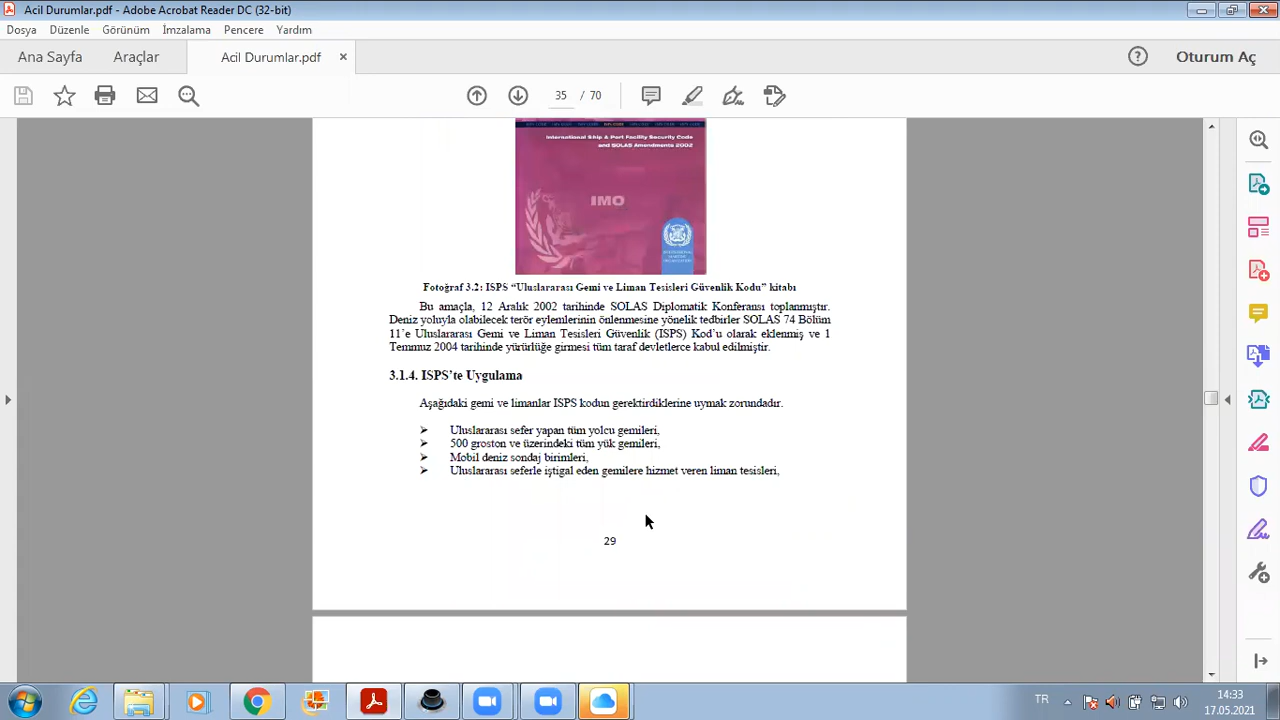 Acil Durumlar.pdf - Adobe Acrobat Reader DC (32-bit)
Dosya Düzenle Görünüm İmzalama Pencere Yardım
Ana Sayfa Araçlar Acil Durumlar.pdf × Oturum Aç
35 / 70
International Ship & Port Facility Security Code
and SOLAS Amendments 2002
IMO
Fotoğraf 3.2: ISPS “Uluslararası Gemi ve Liman Tesisleri Güvenlik Kodu” kitabı
Bu amaçla, 12 Aralık 2002 tarihinde SOLAS Diplomatik Konferansı toplanmıştır.
Deniz yoluyla olabilecek terör eylemlerinin önlenmesine yönelik tedbirler SOLAS 74 Bölüm
11’e Uluslararası Gemi ve Liman Tesisleri Güvenlik (ISPS) Kod’u olarak eklenmiş ve 1
Temmuz 2004 tarihinde yürürlüğe girmesi tüm taraf devletlerce kabul edilmiştir.
3.1.4. ISPS’te Uygulama
Aşağıdaki gemi ve limanlar ISPS kodun gerektirdiklerine uymak zorundadır.
Uluslararası sefer yapan tüm yolcu gemileri,
500 groston ve üzerindeki tüm yük gemileri,
Mobil deniz sondaj birimleri,
Uluslararası seferle iştigal eden gemilere hizmet veren liman tesisleri,
29
TR
14:33
17.05.2021